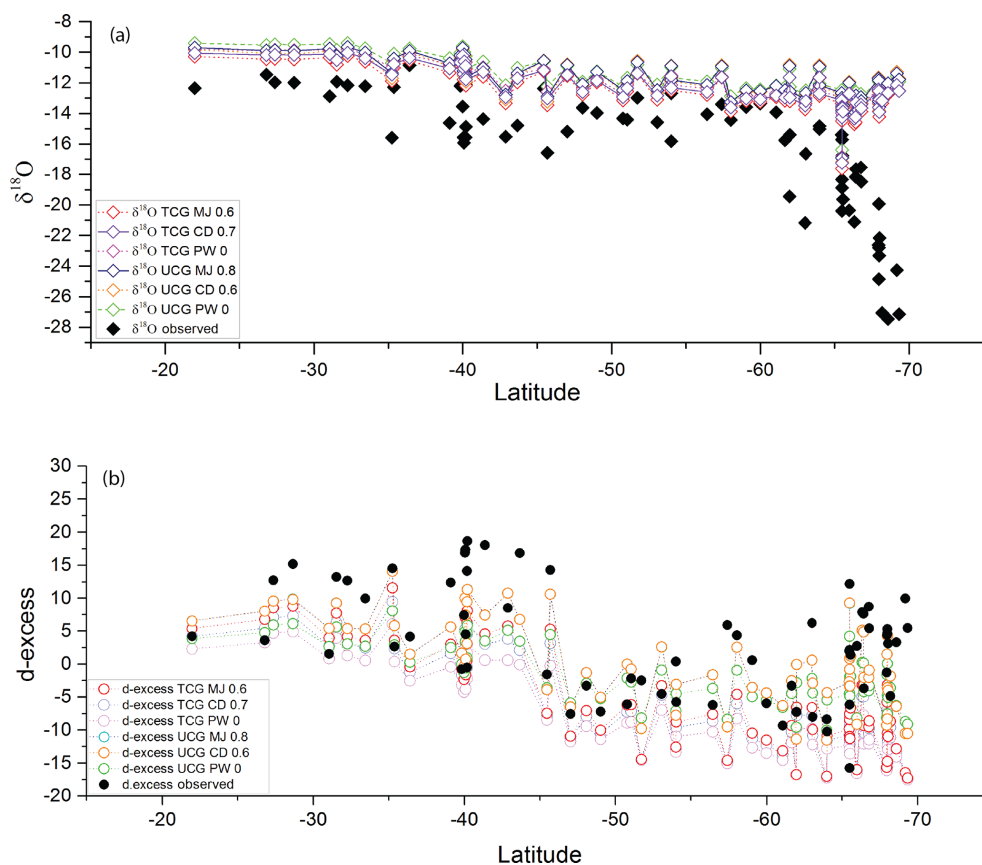 (a)
-8
-10
-12
-14
-16
-18
-20
-22
-24
-26
-28
δ18O
δ18O TCG MJ 0.6
δ18O TCG CD 0.7
δ18O TCG PW 0
δ18O UCG MJ 0.8
δ18O UCG CD 0.6
δ18O UCG PW 0
δ18O observed
-20 -30 -40 -50 -60 -70
Latitude
(b)
30
25
20
15
10
5
0
-5
-10
-15
-20
d-excess
d-excess TCG MJ 0.6
d-excess TCG CD 0.7
d-excess TCG PW 0
d-excess UCG MJ 0.8
d-excess UCG CD 0.6
d-excess UCG PW 0
d.excess observed
-20 -30 -40 -50 -60 -70
Latitude